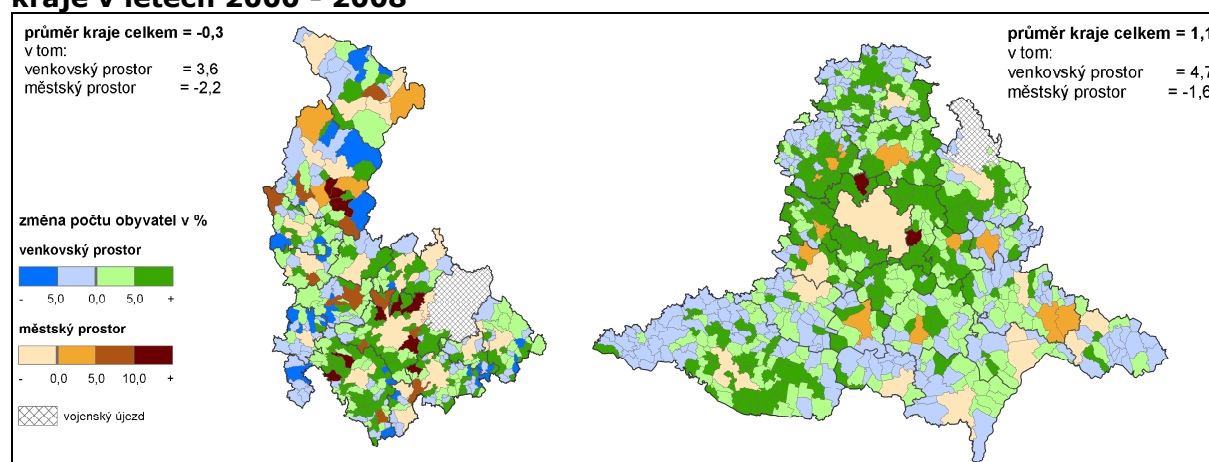 kraje v letech 2000 - 2008
průměr kraje celkem = -0,3
v tom:
venkovský prostor = 3,6
městský prostor = -2,2
průměr kraje celkem = 1,1
v tom:
venkovský prostor = 4,7
městský prostor = -1,6
změna počtu obyvatel v %
venkovský prostor
- 5,0 0,0 5,0 +
městský prostor
- 0,0 5,0 10,0 +
vojenský újezd